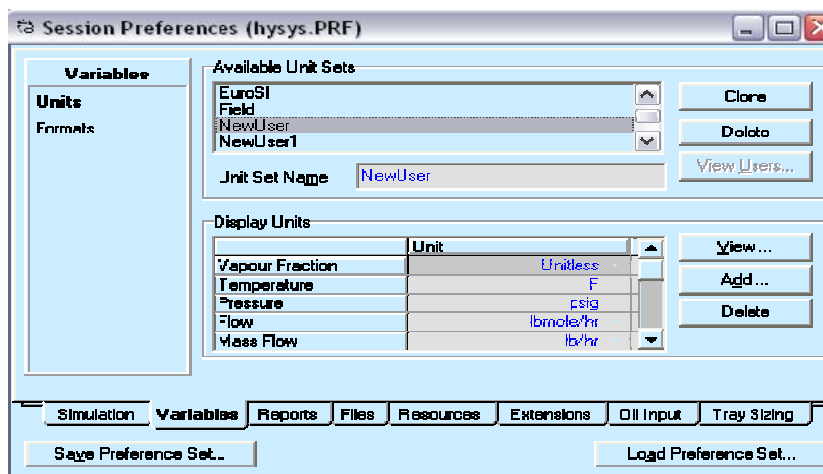 Session Preferences (hysys.PRF)
Variables
Units
Formats
Available Unit Sets
EuroSI
Field
NewUser
NewUser1
Unit Set Name NewUser
Clone
Delete
View Users...
Display Units
Unit
Vapour Fraction Unitless
Temperature F
Pressure psig
Flow lbmole/hr
Mass Flow lb/hr
View...
Add...
Delete
Simulation Variables Reports Files Resources Extensions Oil Input Tray Sizing
Save Preference Set... Load Preference Set...